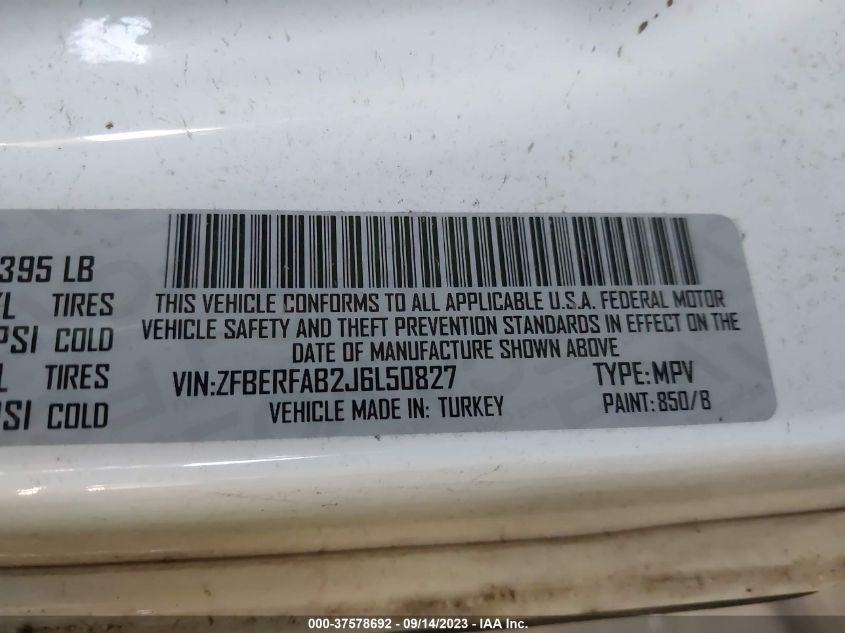 395 LB
TIRES
PSI COLD
TIRES
SI COLD
THIS VEHICLE CONFORMS TO ALL APPLICABLE U.S.A. FEDERAL MOTOR
VEHICLE SAFETY AND THEFT PREVENTION STANDARDS IN EFFECT ON THE
DATE OF MANUFACTURE SHOWN ABOVE
VIN:ZFBERFAB2J6L50827 TYPE:MPV
VEHICLE MADE IN: TURKEY PAINT:850/B
000-37578692 - 09/14/2023 - IAA Inc.